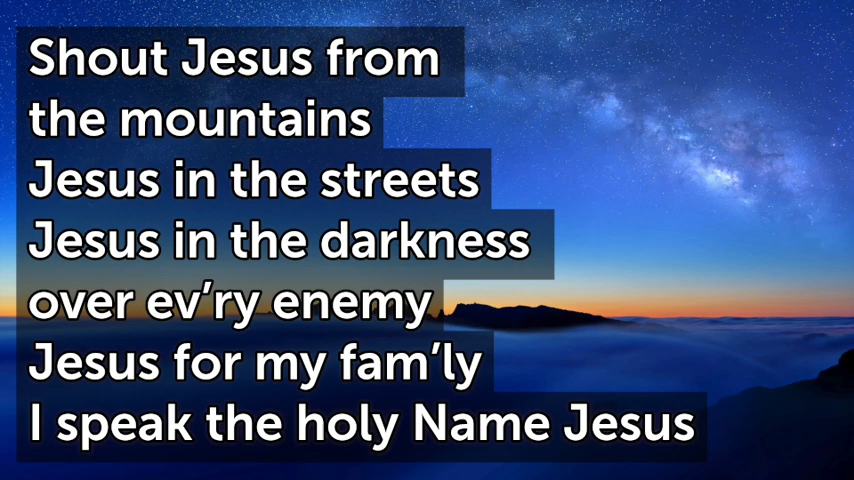 Shout Jesus from
the mountains
Jesus in the streets
Jesus in the darkness
over ev’ry enemy
Jesus for my fam’ly
I speak the holy Name Jesus